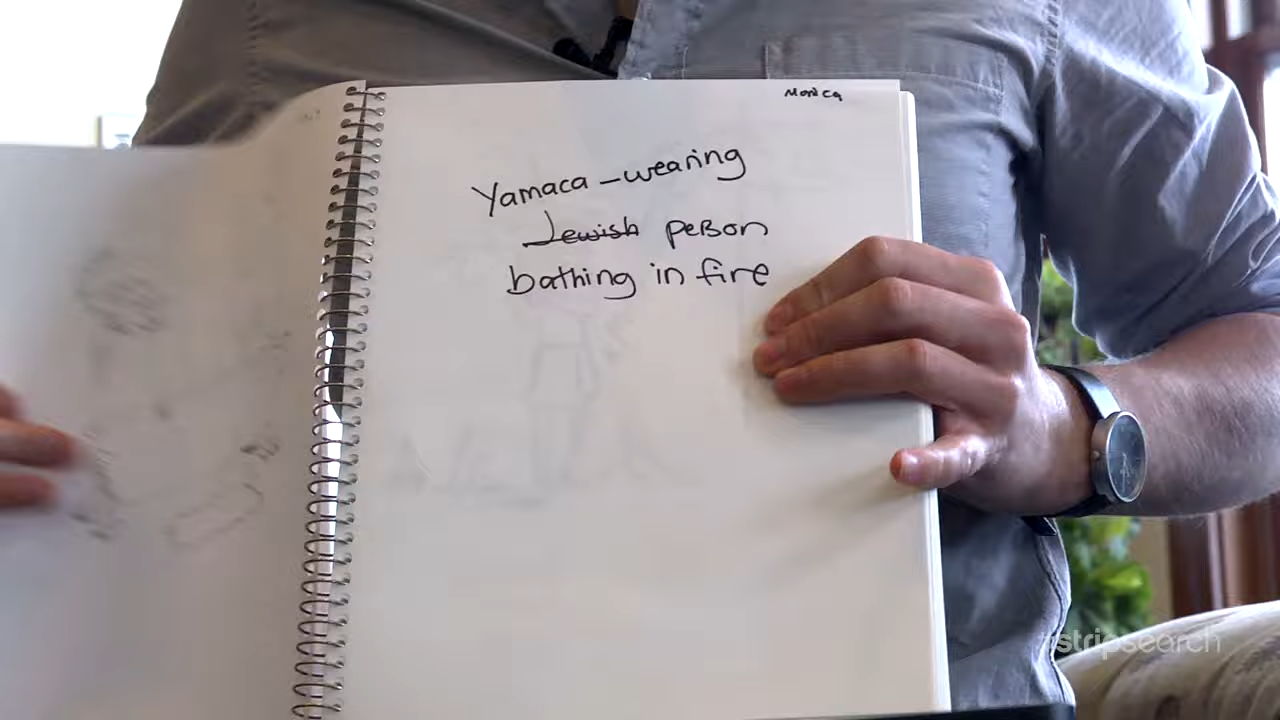 Monica
Yamaca-wearing
Jewish person
bathing in fire
#stripsearch